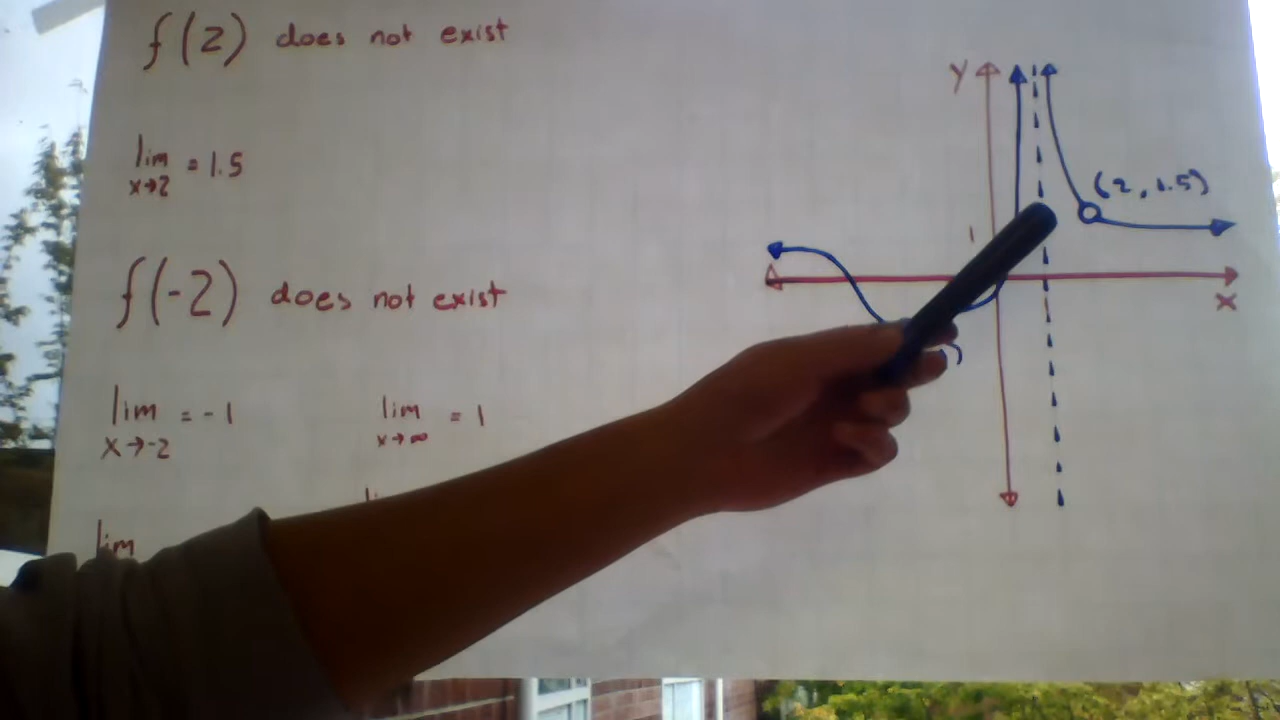 f(2) does not exist
lim = 1.5
x→2
f(-2) does not exist
lim = -1
x→-2
lim = 1
x→∞
lim
y
(2, 1.5)
1
x